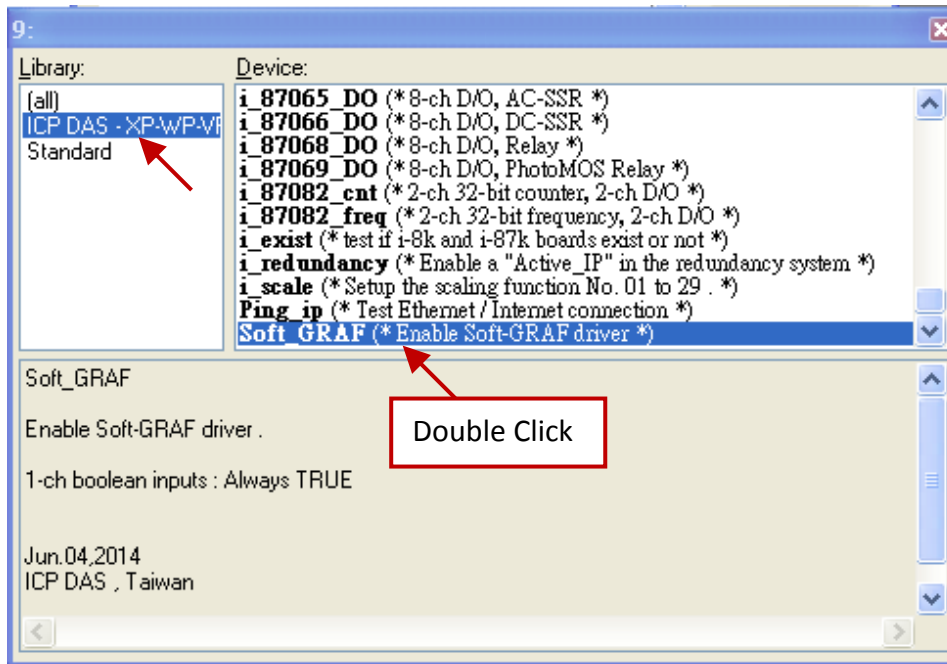 9:
Library:
Device:
(all)
ICP DAS - XP-WP-VP
Standard
i_87065_DO (* 8-ch D/O, AC-SSR *)
i_87066_DO (* 8-ch D/O, DC-SSR *)
i_87068_DO (* 8-ch D/O, Relay *)
i_87069_DO (* 8-ch D/O, PhotoMOS Relay *)
i_87082_cnt (* 2-ch 32-bit counter, 2-ch D/O *)
i_87082_freq (* 2-ch 32-bit frequency, 2-ch D/O *)
i_exist (* test if i-8k and i-87k boards exist or not *)
i_redundancy (* Enable a "Active_IP" in the redundancy system *)
i_scale (* Setup the scaling function No. 01 to 29 . *)
Ping_ip (* Test Ethernet / Internet connection *)
Soft_GRAF (* Enable Soft-GRAF driver *)
Soft_GRAF
Enable Soft-GRAF driver .
Double Click
1-ch boolean inputs : Always TRUE
Jun.04,2014
ICP DAS , Taiwan